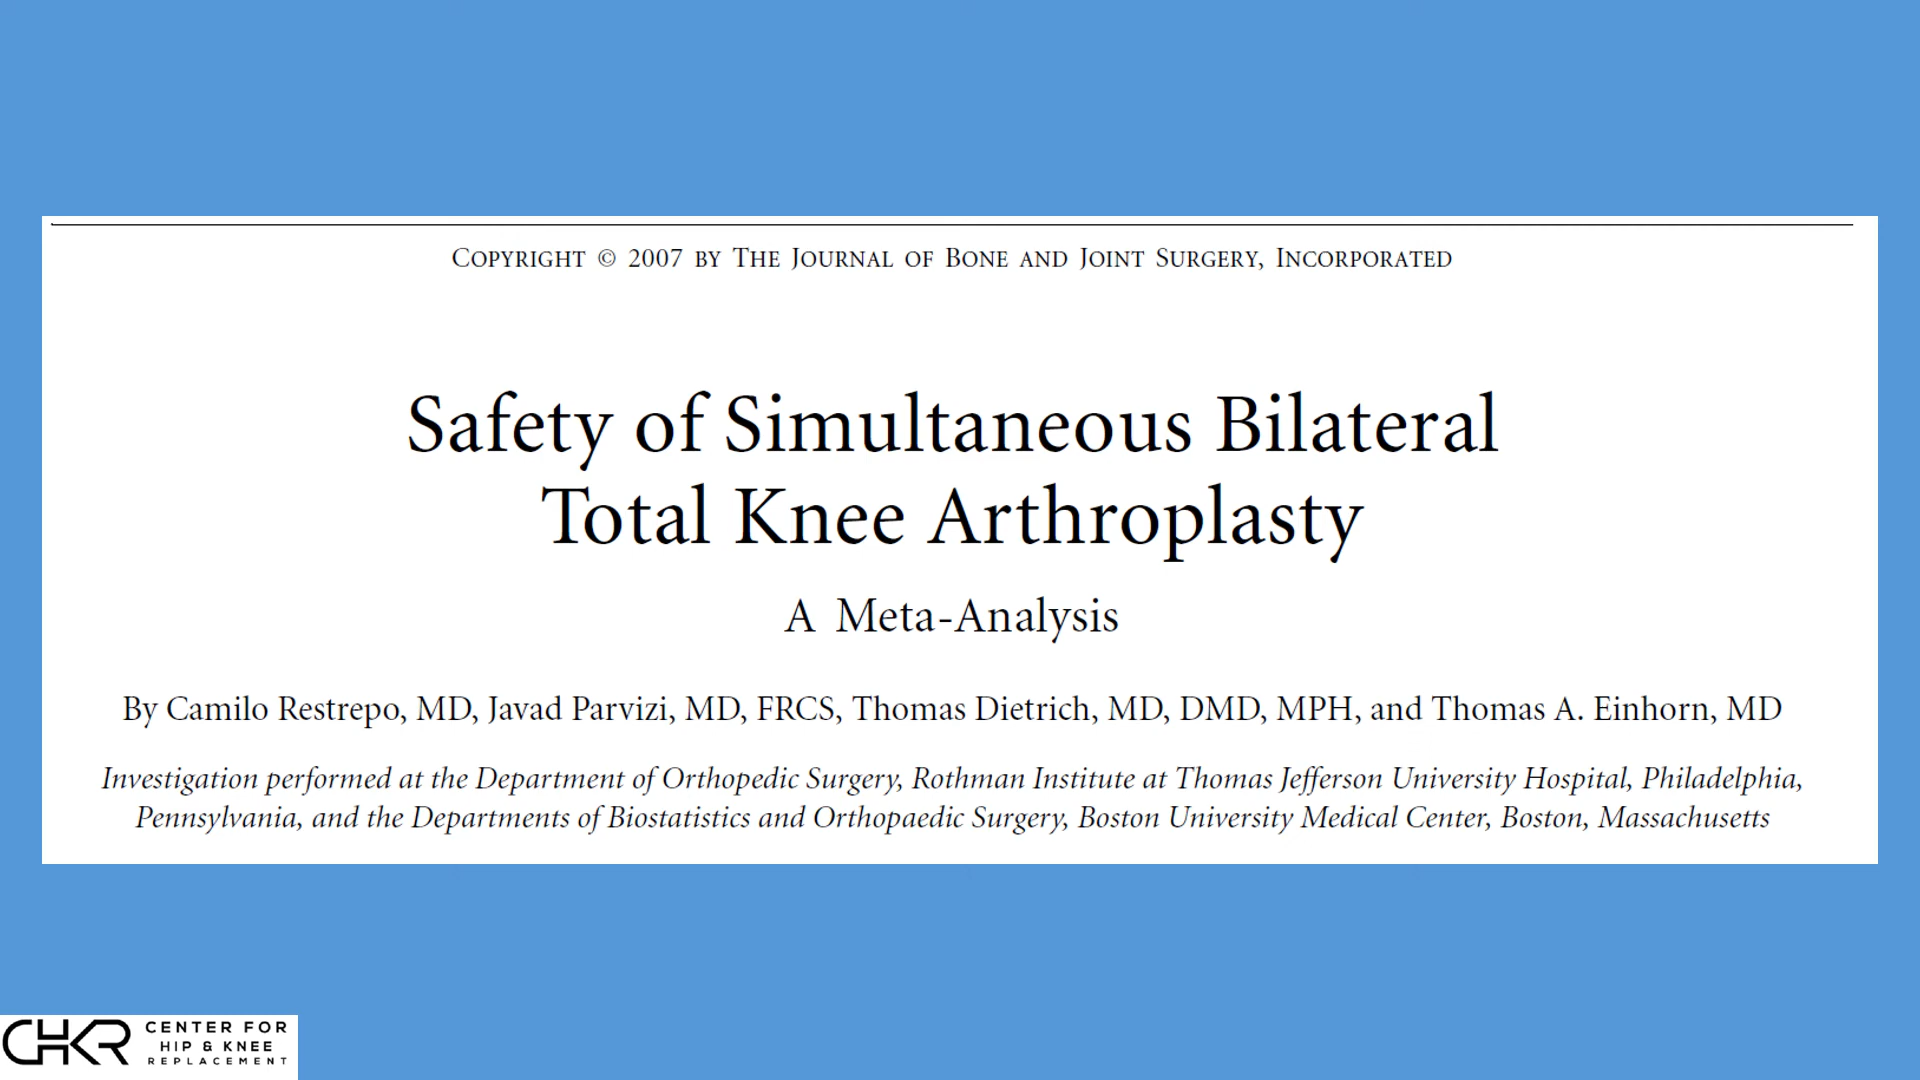 COPYRIGHT © 2007 BY THE JOURNAL OF BONE AND JOINT SURGERY, INCORPORATED
Safety of Simultaneous Bilateral
Total Knee Arthroplasty
A Meta-Analysis
By Camilo Restrepo, MD, Javad Parvizi, MD, FRCS, Thomas Dietrich, MD, DMD, MPH, and Thomas A. Einhorn, MD
Investigation performed at the Department of Orthopedic Surgery, Rothman Institute at Thomas Jefferson University Hospital, Philadelphia,
Pennsylvania, and the Departments of Biostatistics and Orthopaedic Surgery, Boston University Medical Center, Boston, Massachusetts
CHKR
CENTER FOR
HIP & KNEE
REPLACEMENT